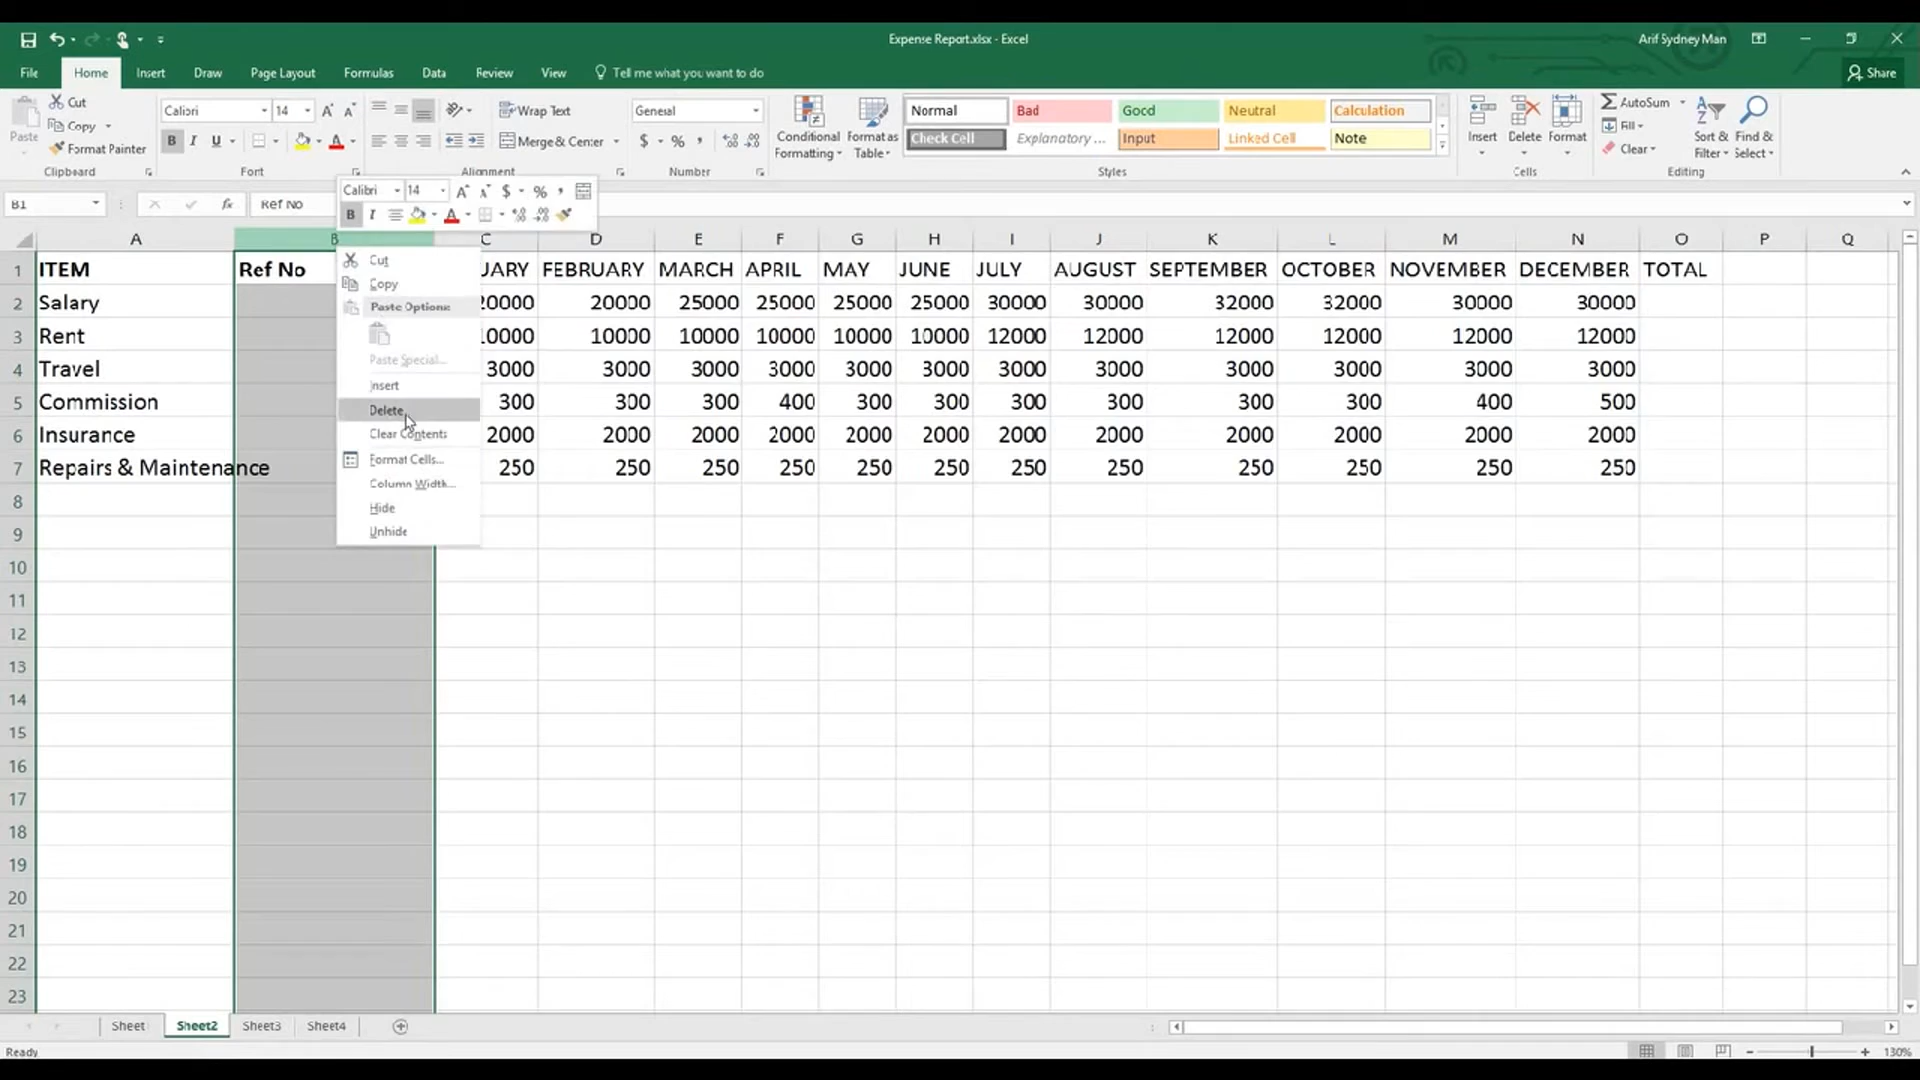 Expense Report.xlsx - Excel
Arif Sydney Man
File Home Insert Draw Page Layout Formulas Data Review View Tell me what you want to do Share
Paste
Cut
Copy
Format Painter
Clipboard
Calibri 14
B I U
Font
Wrap Text
Merge & Center
Alignment
General
$ % ,
Number
Conditional Formatting
Format as Table
Normal Bad Good Neutral Calculation
Check Cell Explanatory ... Input Linked Cell Note
Styles
Insert Delete Format
Cells
AutoSum
Fill
Clear
Sort & Filter
Find & Select
Editing
B1 fx Ref No
Calibri 14 A A $ % ,
B I A
A B C D E F G H I J K L M N O P Q
1 ITEM Ref No UARY FEBRUARY MARCH APRIL MAY JUNE JULY AUGUST SEPTEMBER OCTOBER NOVEMBER DECEMBER TOTAL
2 Salary 20000 20000 25000 25000 25000 25000 30000 30000 32000 32000 30000 30000
3 Rent 10000 10000 10000 10000 10000 10000 12000 12000 12000 12000 12000 12000
4 Travel 3000 3000 3000 3000 3000 3000 3000 3000 3000 3000 3000 3000
5 Commission 300 300 300 400 300 300 300 300 300 300 400 500
6 Insurance 2000 2000 2000 2000 2000 2000 2000 2000 2000 2000 2000 2000
7 Repairs & Maintenance 250 250 250 250 250 250 250 250 250 250 250 250
8
9
10
11
12
13
14
15
16
17
18
19
20
21
22
23
Cut
Copy
Paste Options:
Paste Special...
Insert
Delete
Clear Contents
Format Cells...
Column Width...
Hide
Unhide
Sheet Sheet2 Sheet3 Sheet4
Ready
130%